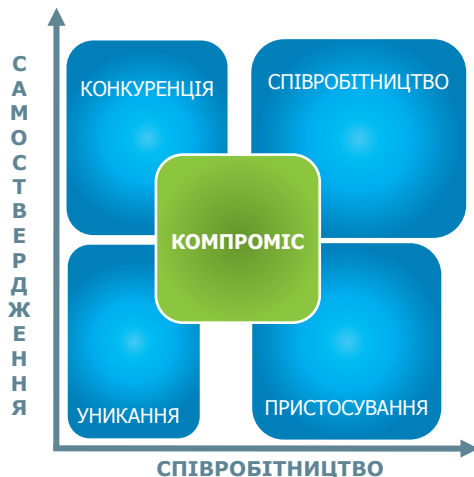 САМОСТВЕРДЖЕННЯ
КОНКУРЕНЦІЯ
СПІВРОБІТНИЦТВО
КОМПРОМІС
УНИКАННЯ
ПРИСТОСУВАННЯ
СПІВРОБІТНИЦТВО